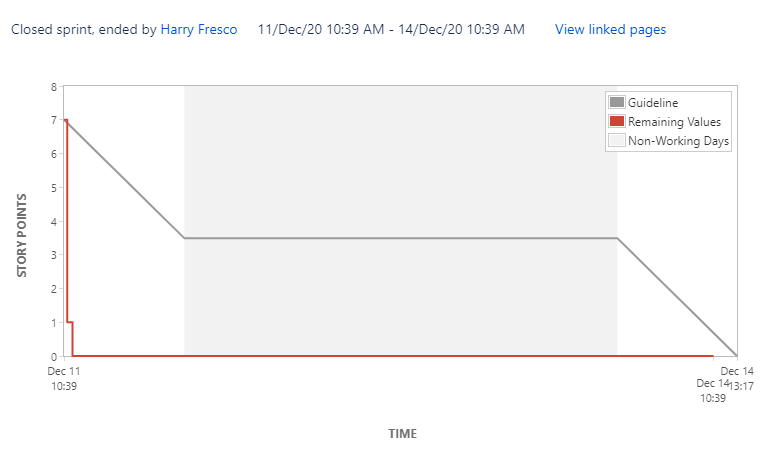 Closed sprint, ended by Harry Fresco 11/Dec/20 10:39 AM - 14/Dec/20 10:39 AM View linked pages
Guideline
Remaining Values
Non-Working Days
STORY POINTS
8
7
6
5
4
3
2
1
0
Dec 11
10:39
Dec 14
10:39
Dec 14
13:17
TIME